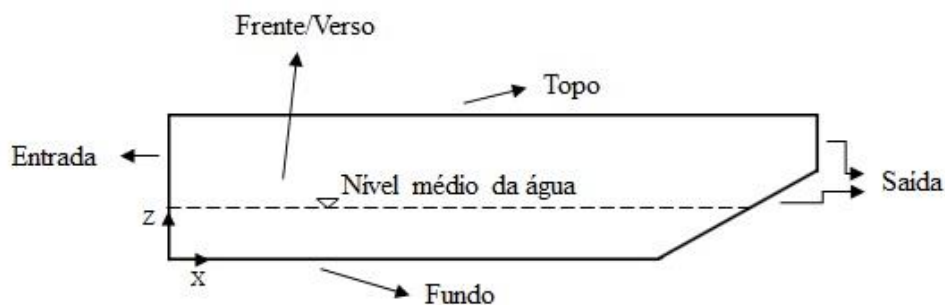 Frente/Verso
Topo
Entrada
Nível médio da água
Saída
Z
X
Fundo